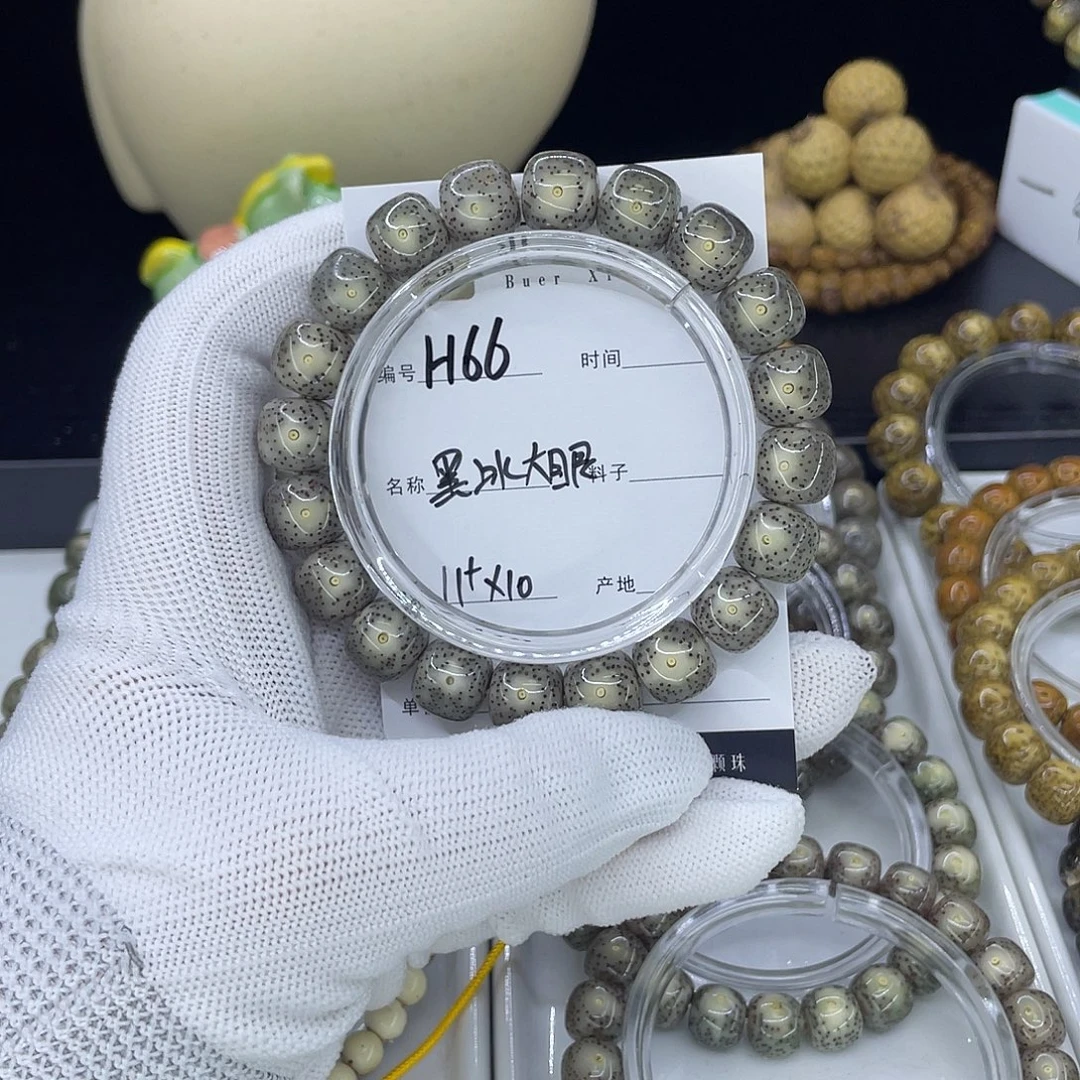 Buer Xi
编号 H66 时间
名称 黑冰大眼 料子
11+X10 产地
单
颗珠